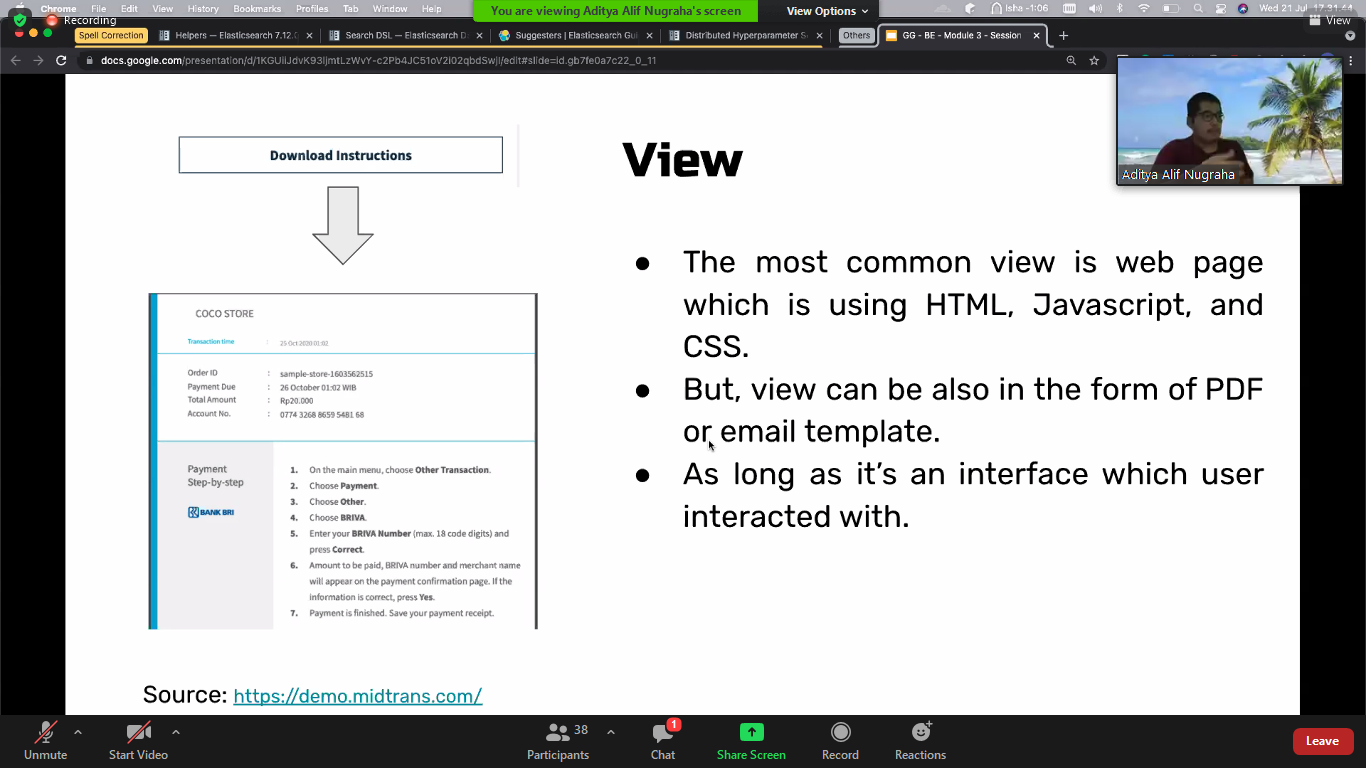 Chrome File Edit View History Bookmarks Profiles Tab Window Help
You are viewing Aditya Alif Nugraha's screen
View Options
Isha -1:06
Wed 21 Jul 17.31.44
Recording
View
Spell Correction
Helpers — Elasticsearch 7.12.
Search DSL — Elasticsearch D
Suggesters | Elasticsearch Gui
Distributed Hyperparameter S
Others
GG - BE - Module 3 - Session
Aditya Alif Nugraha
Download Instructions
COCO STORE
Transaction time : 25 Oct 2020 01:02
Order ID : sample-store-1603562515
Payment Due : 26 October 01:02 WIB
Total Amount : Rp20.000
Account No. : 0774 3268 8659 5481 68
Payment
Step-by-step
BANK BRI
1. On the main menu, choose Other Transaction.
2. Choose Payment.
3. Choose Other.
4. Choose BRIVA.
5. Enter your BRIVA Number (max. 18 code digits) and
press Correct.
6. Amount to be paid, BRIVA number and merchant name
will appear on the payment confirmation page. If the
information is correct, press Yes.
7. Payment is finished. Save your payment receipt.
Source: https://demo.midtrans.com/
View
● The most common view is web page
which is using HTML, Javascript, and
CSS.
● But, view can be also in the form of PDF
or email template.
● As long as it's an interface which user
interacted with.
Unmute
Start Video
Participants 38
Chat 1
Share Screen
Record
Reactions
Leave